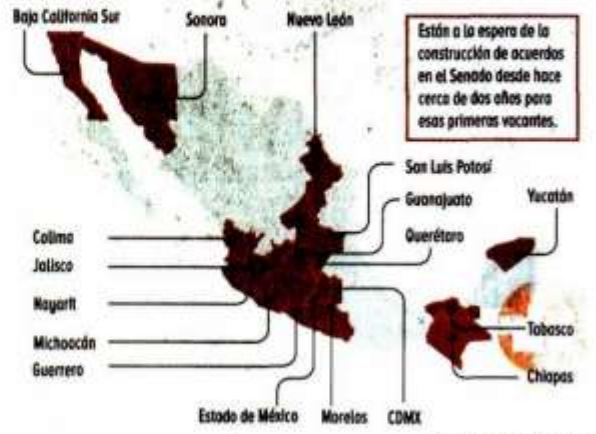 Baja California Sur
Sonora
Nuevo León
Están a la espera de la
construcción de acuerdos
en el Senado desde hace
cerca de dos años para
esas primeras vacantes.
San Luis Potosí
Guanajuato
Querétaro
Yucatán
Colima
Jalisco
Nayarit
Michoacán
Guerrero
Tabasco
Chiapas
Estado de México
Morelos
CDMX